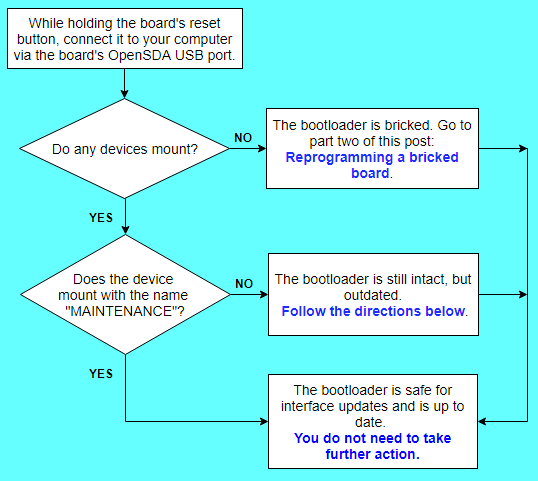 While holding the board's reset
button, connect it to your computer
via the board's OpenSDA USB port.
Do any devices mount?
NO
The bootloader is bricked. Go to
part two of this post:
Reprogramming a bricked
board.
YES
Does the device
mount with the name
"MAINTENANCE"?
NO
The bootloader is still intact, but
outdated.
Follow the directions below.
YES
The bootloader is safe for
interface updates and is up to
date.
You do not need to take
further action.